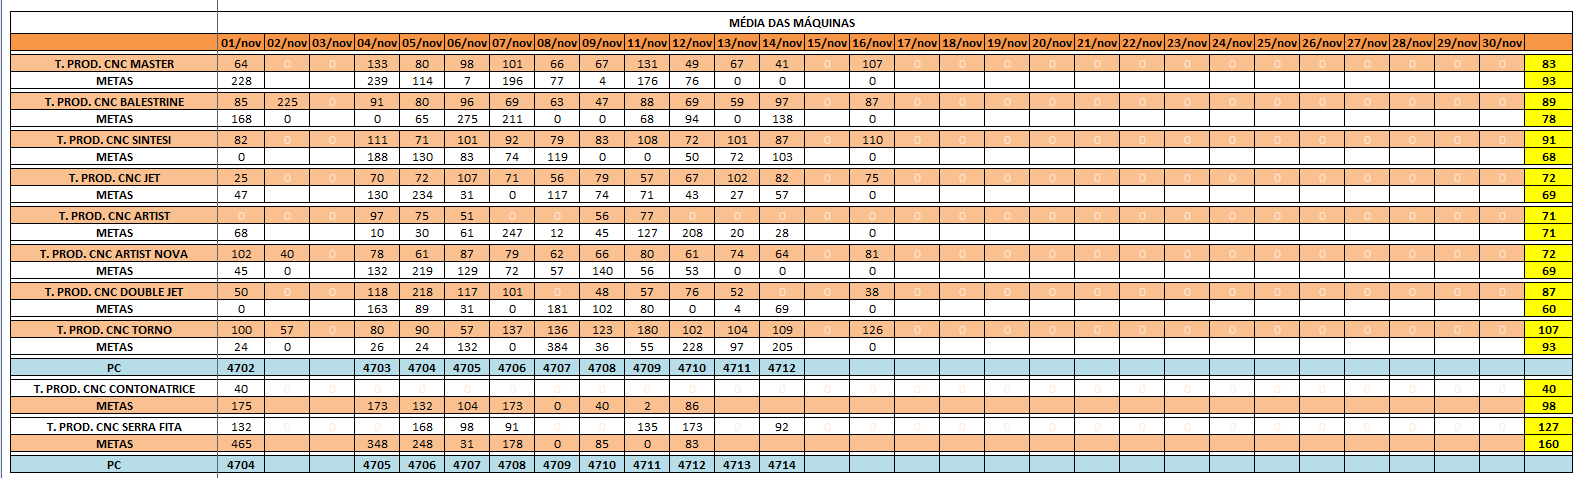 MÉDIA DAS MÁQUINAS
01/nov 02/nov 03/nov 04/nov 05/nov 06/nov 07/nov 08/nov 09/nov 11/nov 12/nov 13/nov 14/nov 15/nov 16/nov 17/nov 18/nov 19/nov 20/nov 21/nov 22/nov 23/nov 24/nov 25/nov 26/nov 27/nov 28/nov 29/nov 30/nov
T. PROD. CNC MASTER 64 0 0 133 80 98 101 66 67 131 49 67 41 0 107 0 0 0 0 0 0 0 0 0 0 0 0 0 0 83
METAS 228 239 114 7 196 77 4 176 76 0 0 0 93
T. PROD. CNC BALESTRINE 85 225 0 91 80 96 69 63 47 88 69 59 97 0 87 0 0 0 0 0 0 0 0 0 0 0 0 0 0 89
METAS 168 0 0 65 275 211 0 0 68 94 0 138 0 78
T. PROD. CNC SINTESI 82 0 0 111 71 101 92 79 83 108 72 101 87 0 110 0 0 0 0 0 0 0 0 0 0 0 0 0 0 91
METAS 0 188 130 83 74 119 0 0 50 72 103 0 68
T. PROD. CNC JET 25 0 0 70 72 107 71 56 79 57 67 102 82 0 75 0 0 0 0 0 0 0 0 0 0 0 0 0 0 72
METAS 47 130 234 31 0 117 74 71 43 27 57 0 69
T. PROD. CNC ARTIST 0 0 0 97 75 51 0 0 56 77 0 0 0 0 0 0 0 0 0 0 0 0 0 0 0 0 0 0 0 71
METAS 68 10 30 61 247 12 45 127 208 20 28 0 71
T. PROD. CNC ARTIST NOVA 102 40 0 78 61 87 79 62 66 80 61 74 64 0 81 0 0 0 0 0 0 0 0 0 0 0 0 0 0 72
METAS 45 0 132 219 129 72 57 140 56 53 0 0 0 69
T. PROD. CNC DOUBLE JET 50 0 0 118 218 117 101 0 48 57 76 52 0 0 38 0 0 0 0 0 0 0 0 0 0 0 0 0 0 87
METAS 0 163 89 31 0 181 102 80 0 4 69 0 60
T. PROD. CNC TORNO 100 57 0 80 90 57 137 136 123 180 102 104 109 0 126 0 0 0 0 0 0 0 0 0 0 0 0 0 0 107
METAS 24 0 26 24 132 0 384 36 55 228 97 205 0 93
PC 4702 4703 4704 4705 4706 4707 4708 4709 4710 4711 4712
T. PROD. CNC CONTONATRICE 40 0 0 0 0 0 0 0 0 0 0 0 0 0 0 0 0 0 0 0 0 0 0 0 0 0 0 0 0 40
METAS 175 173 132 104 173 0 40 2 86 98
T. PROD. CNC SERRA FITA 132 0 0 0 168 98 91 0 0 135 173 0 92 0 0 0 0 0 0 0 0 0 0 0 0 0 0 0 0 127
METAS 465 348 248 31 178 0 85 0 83 160
PC 4704 4705 4706 4707 4708 4709 4710 4711 4712 4713 4714